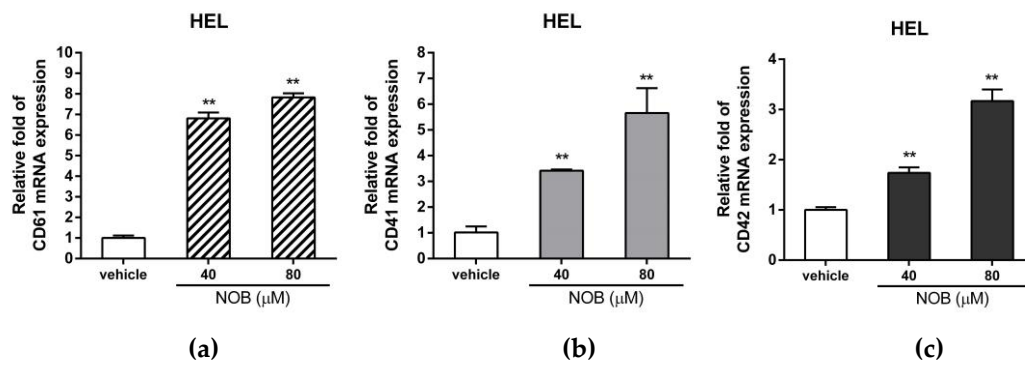 HEL
Relative fold of
CD61 mRNA expression
10
9
8
7
6
5
4
3
2
1
0
**
**
vehicle
40
80
NOB (μM)
(a)
HEL
Relative fold of
CD41 mRNA expression
8
7
6
5
4
3
2
1
0
**
**
vehicle
40
80
NOB (μM)
(b)
HEL
Relative fold of
CD42 mRNA expression
4
3
2
1
0
**
**
vehicle
40
80
NOB (μM)
(c)